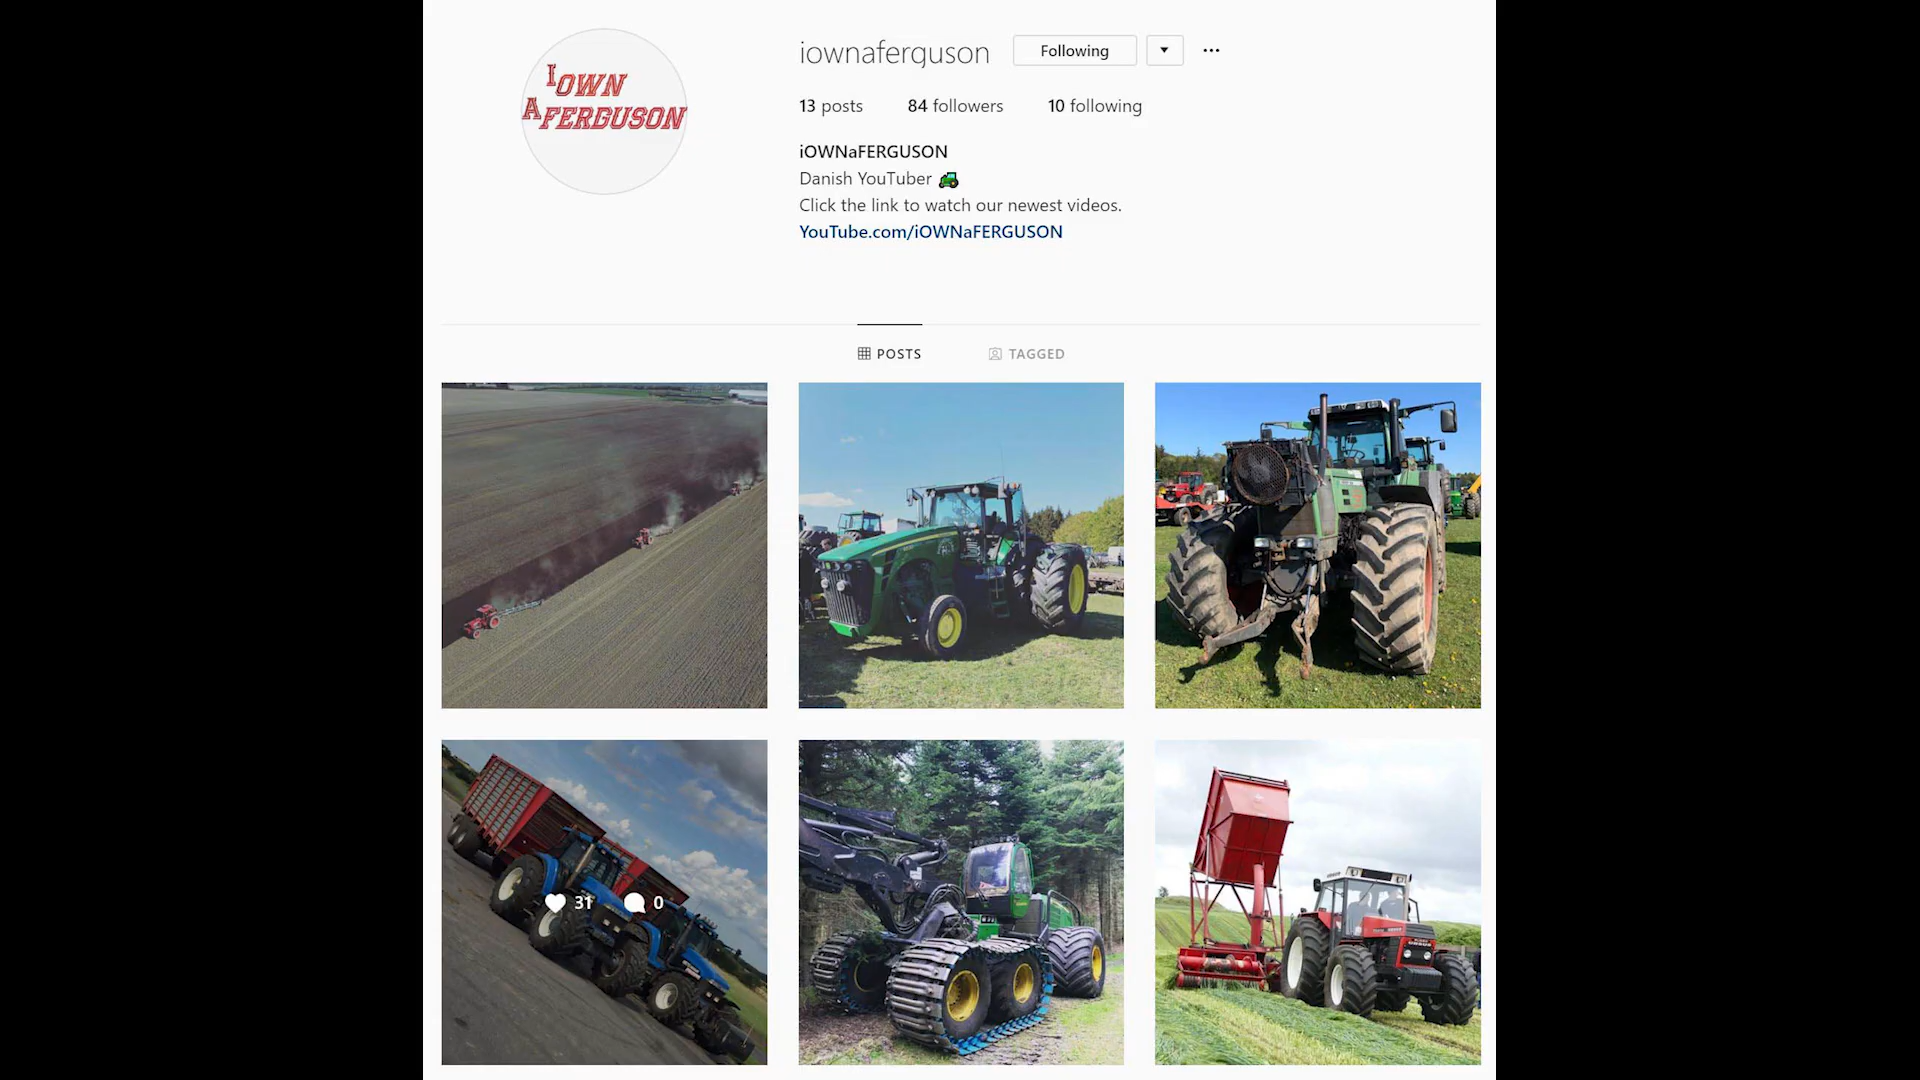 I OWN
A FERGUSON
iownaferguson
Following
13 posts
84 followers
10 following
iOWNaFERGUSON
Danish YouTuber
Click the link to watch our newest videos.
YouTube.com/iOWNaFERGUSON
POSTS
TAGGED
31
0